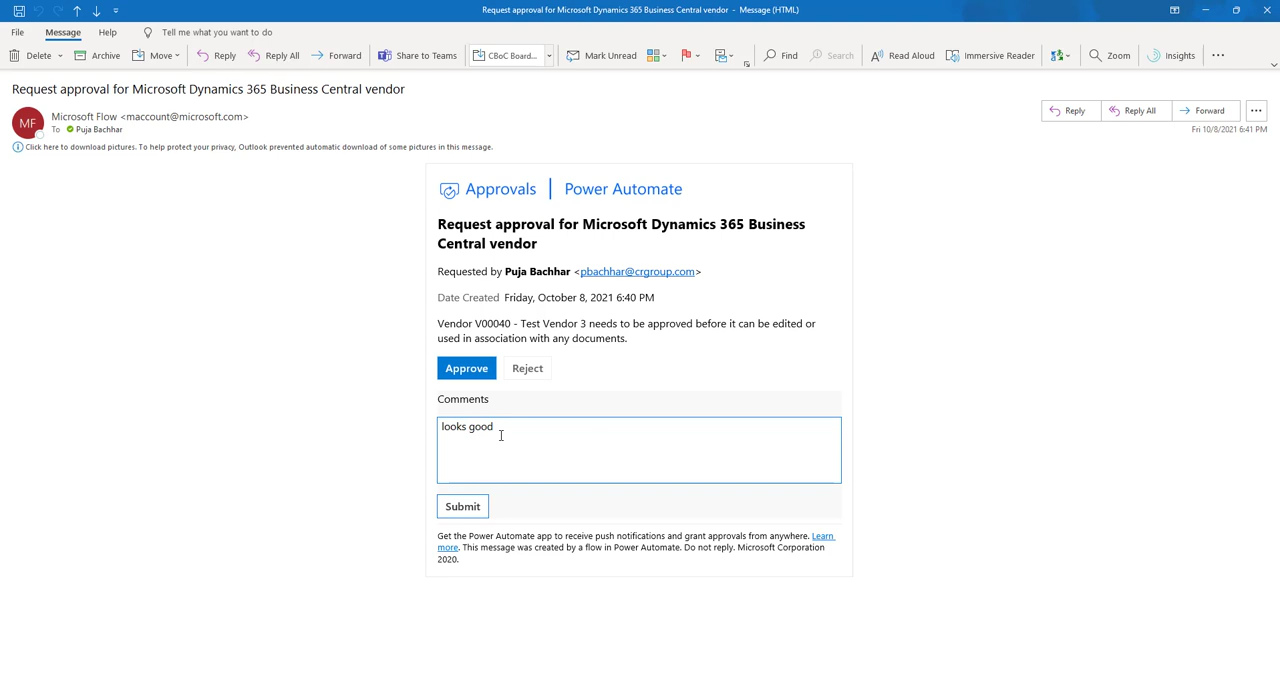 Request approval for Microsoft Dynamics 365 Business Central vendor - Message (HTML)
File Message Help Tell me what you want to do
Delete Archive Move Reply Reply All Forward Share to Teams CBoC Board... Mark Unread Find Search Read Aloud Immersive Reader Zoom Insights ...
Request approval for Microsoft Dynamics 365 Business Central vendor
MF
Microsoft Flow <maccount@microsoft.com>
To Puja Bachhar
Reply Reply All Forward ...
Fri 10/8/2021 6:41 PM
Click here to download pictures. To help protect your privacy, Outlook prevented automatic download of some pictures in this message.
Approvals | Power Automate
Request approval for Microsoft Dynamics 365 Business
Central vendor
Requested by Puja Bachhar <pbachhar@crgroup.com>
Date Created Friday, October 8, 2021 6:40 PM
Vendor V00040 - Test Vendor 3 needs to be approved before it can be edited or
used in association with any documents.
Approve Reject
Comments
looks good
Submit
Get the Power Automate app to receive push notifications and grant approvals from anywhere. Learn
more. This message was created by a flow in Power Automate. Do not reply. Microsoft Corporation
2020.